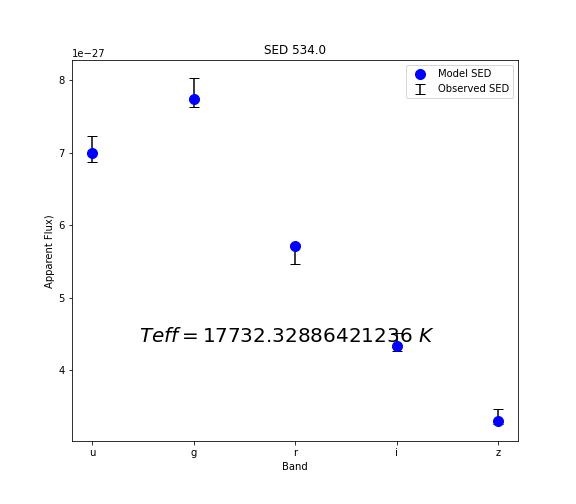 SED 534.0
1e−27
Model SED
Observed SED
8
7
6
5
4
Apparent Flux)
Teff = 17732.32886421236 K
u g r i z
Band